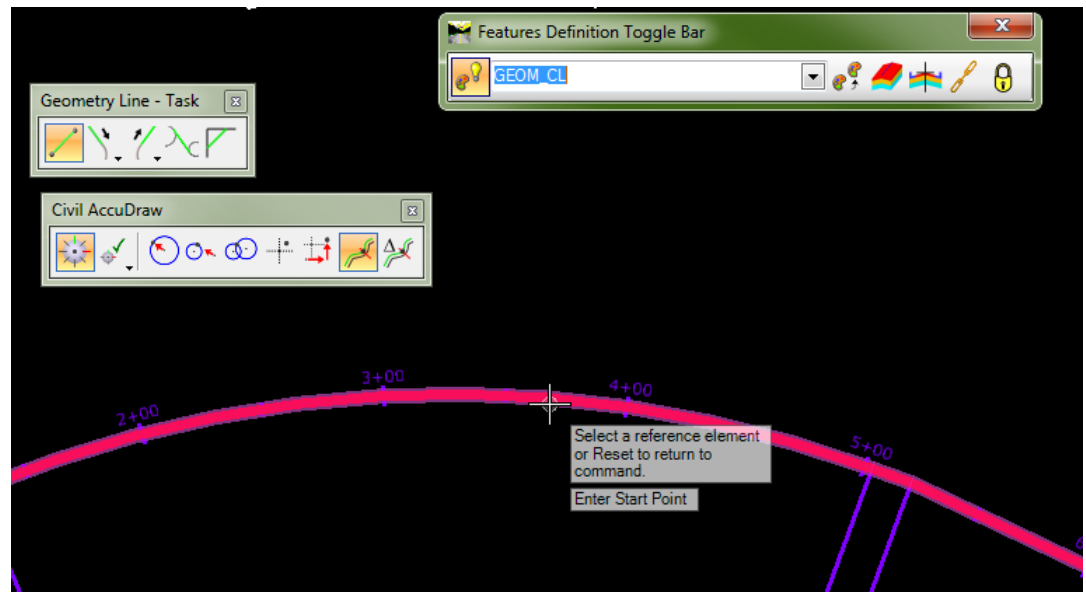 Features Definition Toggle Bar
GEOM_CL
Geometry Line - Task
Civil AccuDraw
2+00
3+00
4+00
5+00
Select a reference element
or Reset to return to
command.
Enter Start Point